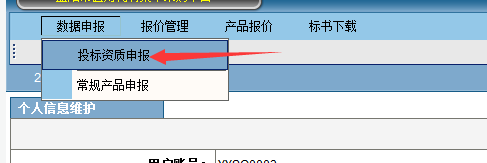 数据申报 报价管理 产品报价 标书下载
投标资质申报
2
常规产品申报
个人信息维护